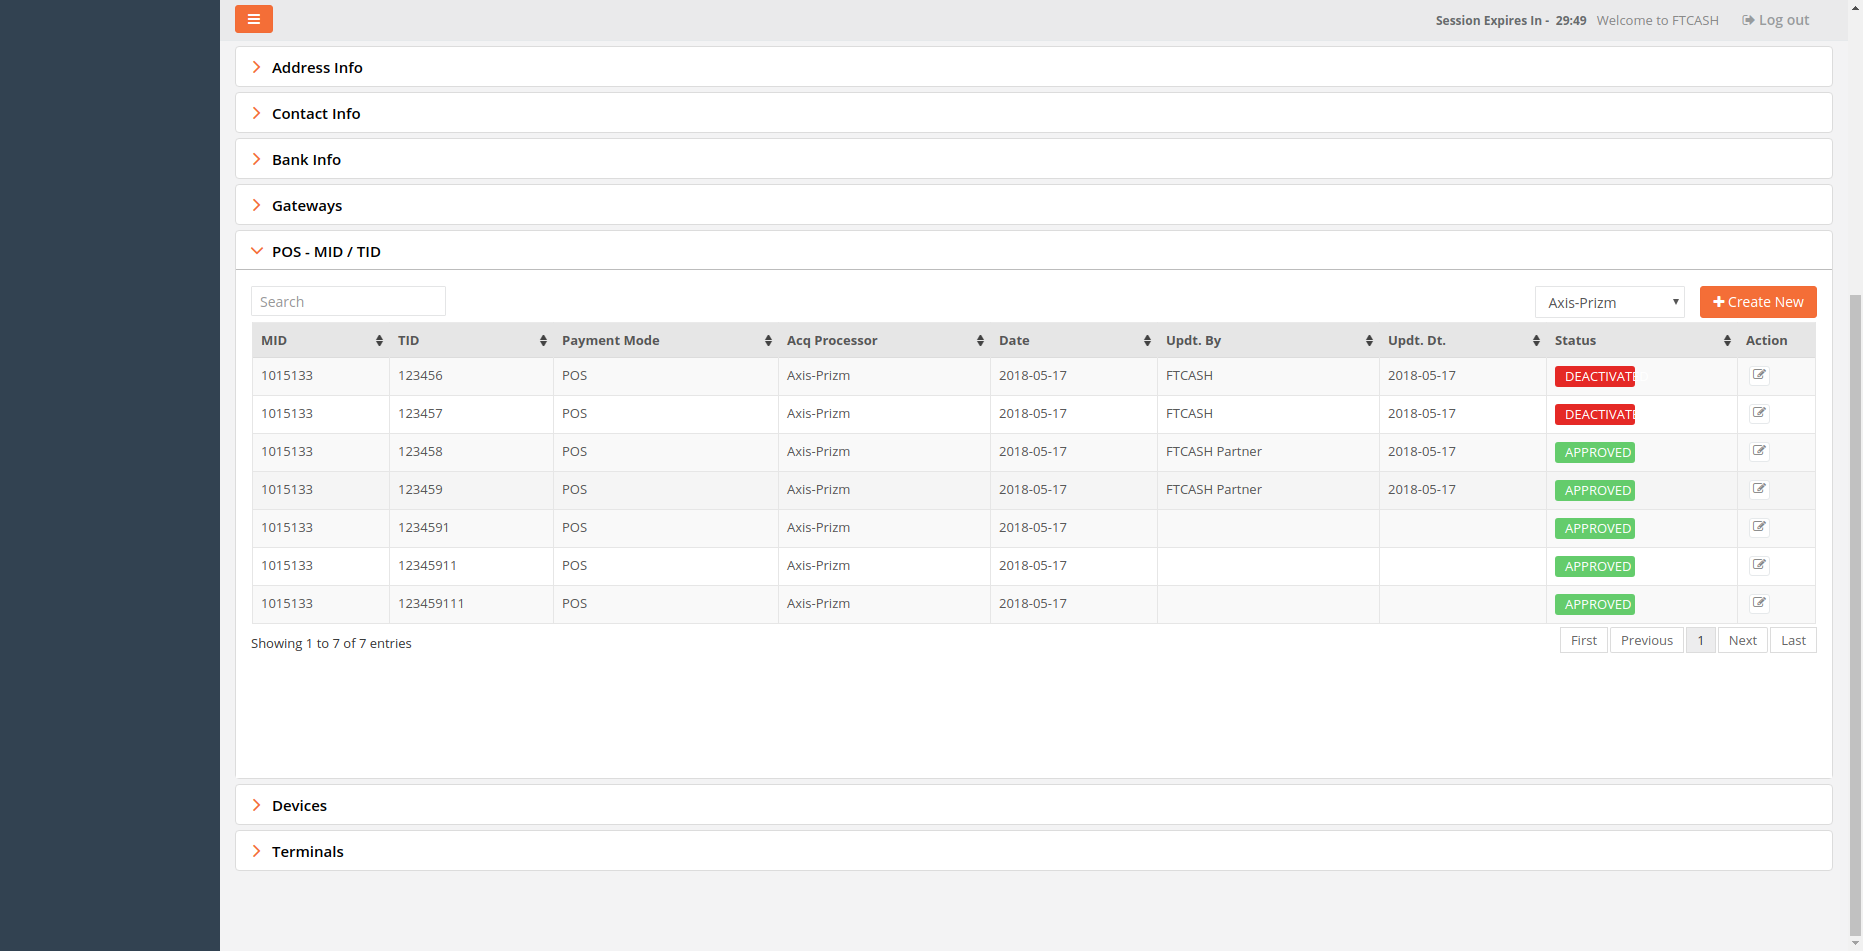 Session Expires In - 29:49 Welcome to FTCASH Log out
Address Info
Contact Info
Bank Info
Gateways
POS - MID / TID
Search Axis-Prizm Create New
MID TID Payment Mode Acq Processor Date Updt. By Updt. Dt. Status Action
1015133 123456 POS Axis-Prizm 2018-05-17 FTCASH 2018-05-17 DEACTIVATE
1015133 123457 POS Axis-Prizm 2018-05-17 FTCASH 2018-05-17 DEACTIVATE
1015133 123458 POS Axis-Prizm 2018-05-17 FTCASH Partner 2018-05-17 APPROVED
1015133 123459 POS Axis-Prizm 2018-05-17 FTCASH Partner 2018-05-17 APPROVED
1015133 1234591 POS Axis-Prizm 2018-05-17 APPROVED
1015133 12345911 POS Axis-Prizm 2018-05-17 APPROVED
1015133 123459111 POS Axis-Prizm 2018-05-17 APPROVED
Showing 1 to 7 of 7 entries First Previous 1 Next Last
Devices
Terminals